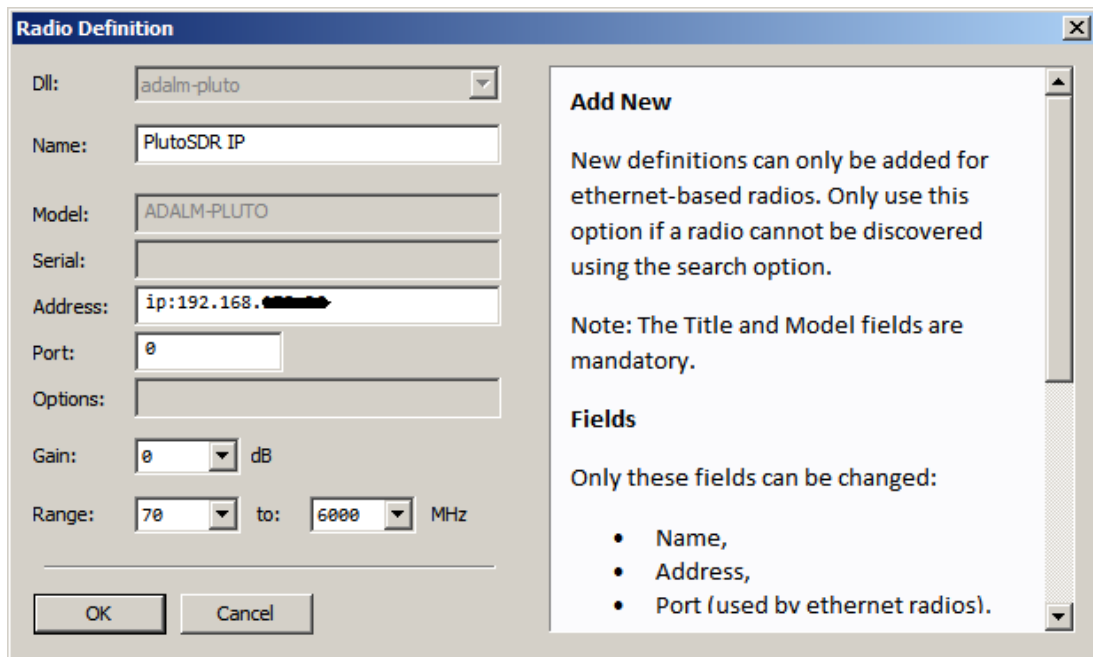 Radio Definition
Dll: adalm-pluto
Name: PlutoSDR IP
Model: ADALM-PLUTO
Serial:
Address: ip:192.168.
Port: 0
Options:
Gain: 0 dB
Range: 70 to: 6000 MHz
OK Cancel
Add New
New definitions can only be added for
ethernet-based radios. Only use this
option if a radio cannot be discovered
using the search option.
Note: The Title and Model fields are
mandatory.
Fields
Only these fields can be changed:
• Name,
• Address,
• Port (used by ethernet radios).